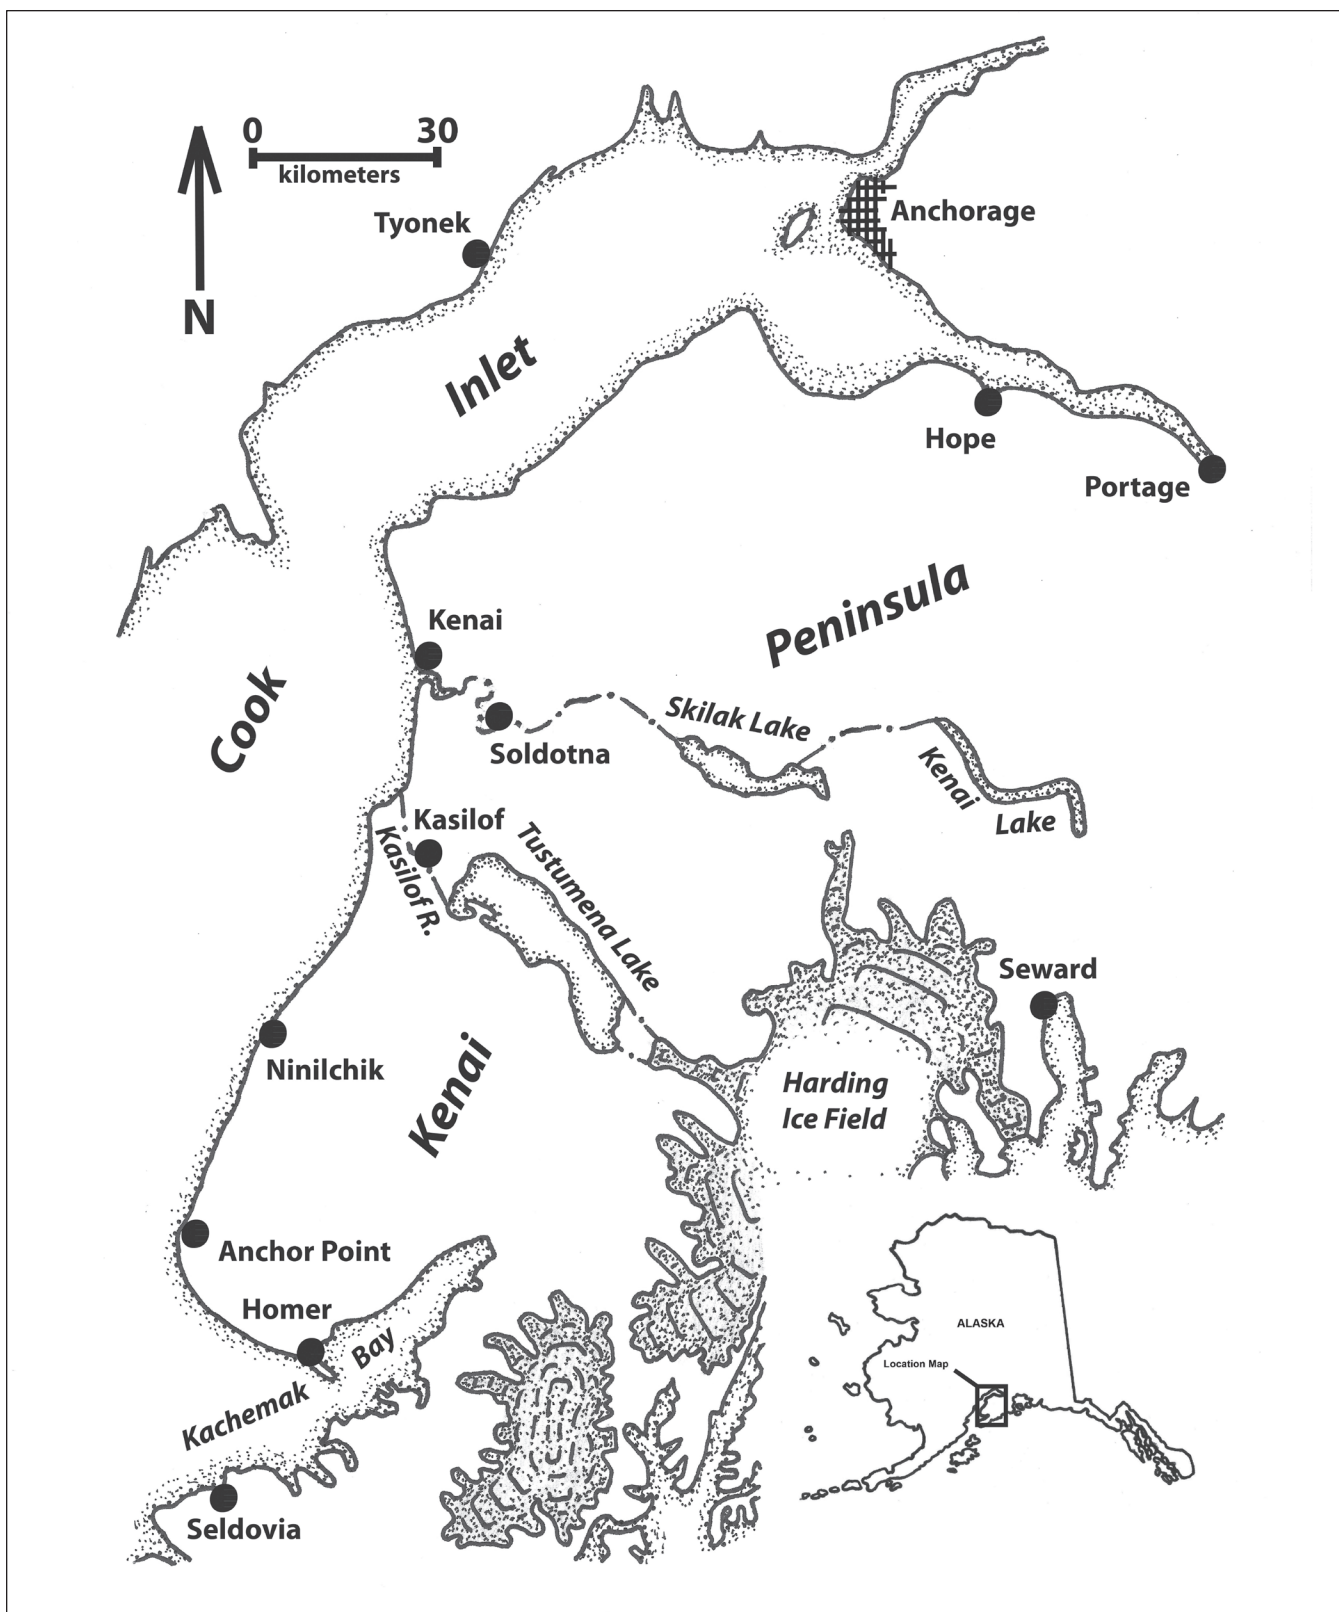 0 30
kilometers
N
Tyonek
Anchorage
Inlet
Hope
Portage
Peninsula
Kenai
Cook
Skilak Lake
Soldotna
Kenai
Lake
Kasilof
Kasilof R.
Tustumena Lake
Seward
Ninilchik
Kenai
Harding
Ice Field
Anchor Point
Homer
Bay
Kachemak
Seldovia
ALASKA
Location Map